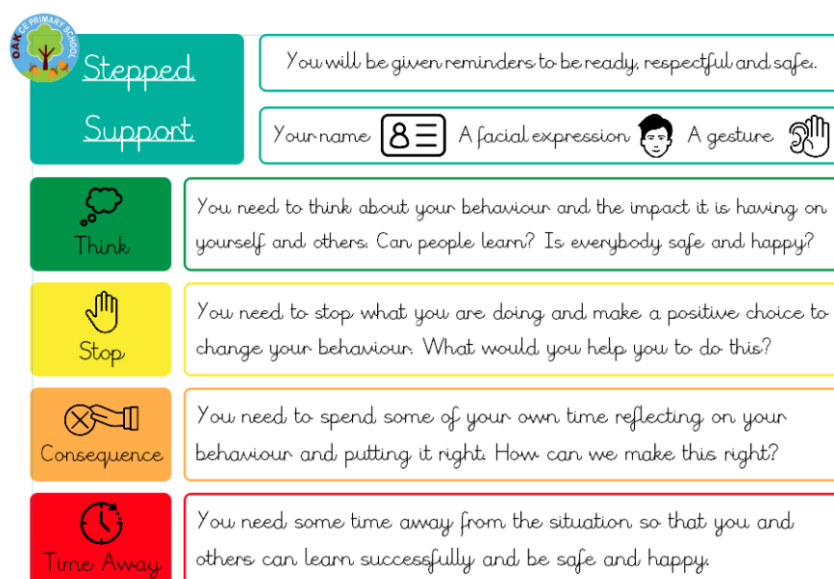 OAK CE PRIMARY SCHOOL
Stepped
Support
You will be given reminders to be ready, respectful and safe.
Your name A facial expression A gesture
Think
You need to think about your behaviour and the impact it is having on
yourself and others. Can people learn? Is everybody safe and happy?
Stop
You need to stop what you are doing and make a positive choice to
change your behaviour. What would you help you to do this?
Consequence
You need to spend some of your own time reflecting on your
behaviour and putting it right. How can we make this right?
Time Away
You need some time away from the situation so that you and
others can learn successfully and be safe and happy.